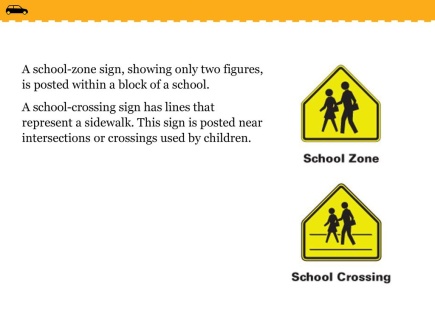 A school-zone sign, showing only two figures,
is posted within a block of a school.
A school-crossing sign has lines that
represent a sidewalk. This sign is posted near
intersections or crossings used by children.
School Zone
School Crossing